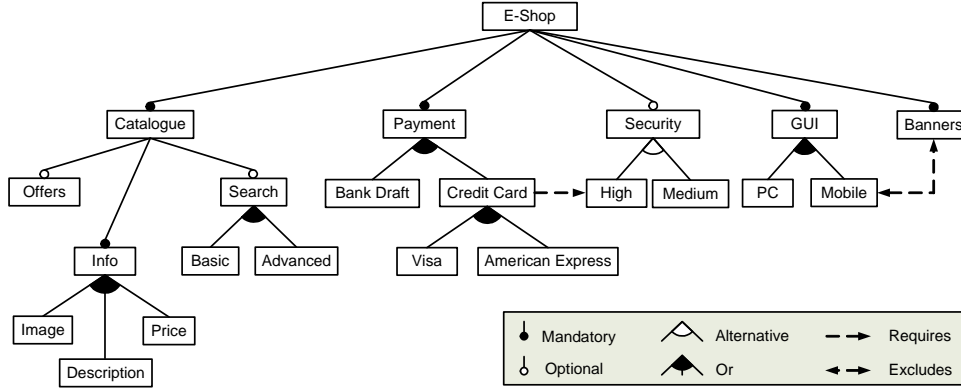 E-Shop
Catalogue
Payment
Security
GUI
Banners
Offers
Search
Bank Draft
Credit Card
High
Medium
PC
Mobile
Info
Basic
Advanced
Visa
American Express
Image
Price
Description
Mandatory
Alternative
Requires
Optional
Or
Excludes